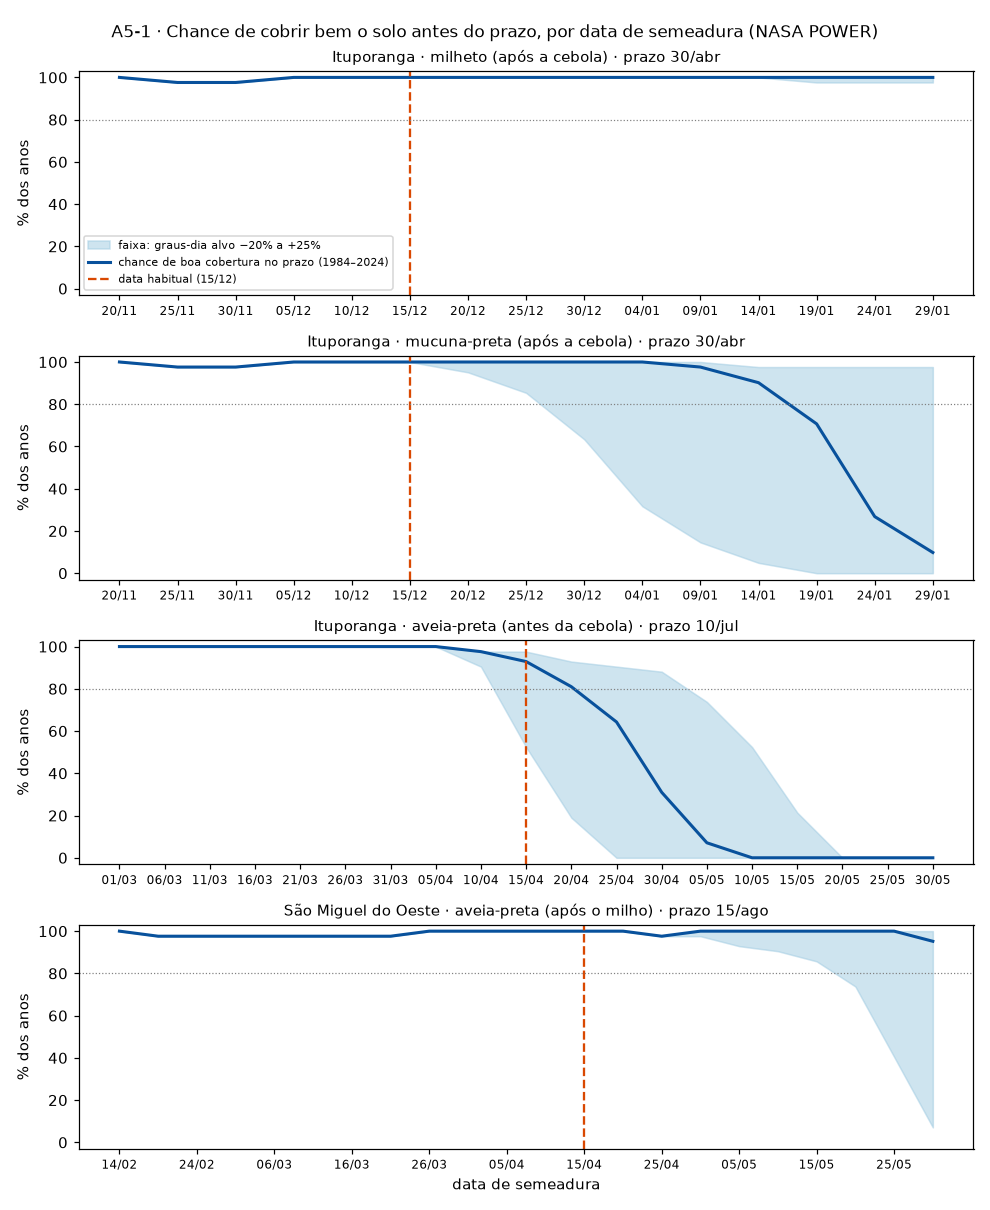 A5-1 · Chance de cobrir bem o solo antes do prazo, por data de semeadura (NASA POWER)
Ituporanga · milheto (após a cebola) · prazo 30/abr
100
80
60
40
20
0
% dos anos
faixa: graus-dia alvo −20% a +25%
chance de boa cobertura no prazo (1984–2024)
data habitual (15/12)
20/11 25/11 30/11 05/12 10/12 15/12 20/12 25/12 30/12 04/01 09/01 14/01 19/01 24/01 29/01
Ituporanga · mucuna-preta (após a cebola) · prazo 30/abr
100
80
60
40
20
0
% dos anos
20/11 25/11 30/11 05/12 10/12 15/12 20/12 25/12 30/12 04/01 09/01 14/01 19/01 24/01 29/01
Ituporanga · aveia-preta (antes da cebola) · prazo 10/jul
100
80
60
40
20
0
% dos anos
01/03 06/03 11/03 16/03 21/03 26/03 31/03 05/04 10/04 15/04 20/04 25/04 30/04 05/05 10/05 15/05 20/05 25/05 30/05
São Miguel do Oeste · aveia-preta (após o milho) · prazo 15/ago
100
80
60
40
20
0
% dos anos
14/02 24/02 06/03 16/03 26/03 05/04 15/04 25/04 05/05 15/05 25/05
data de semeadura